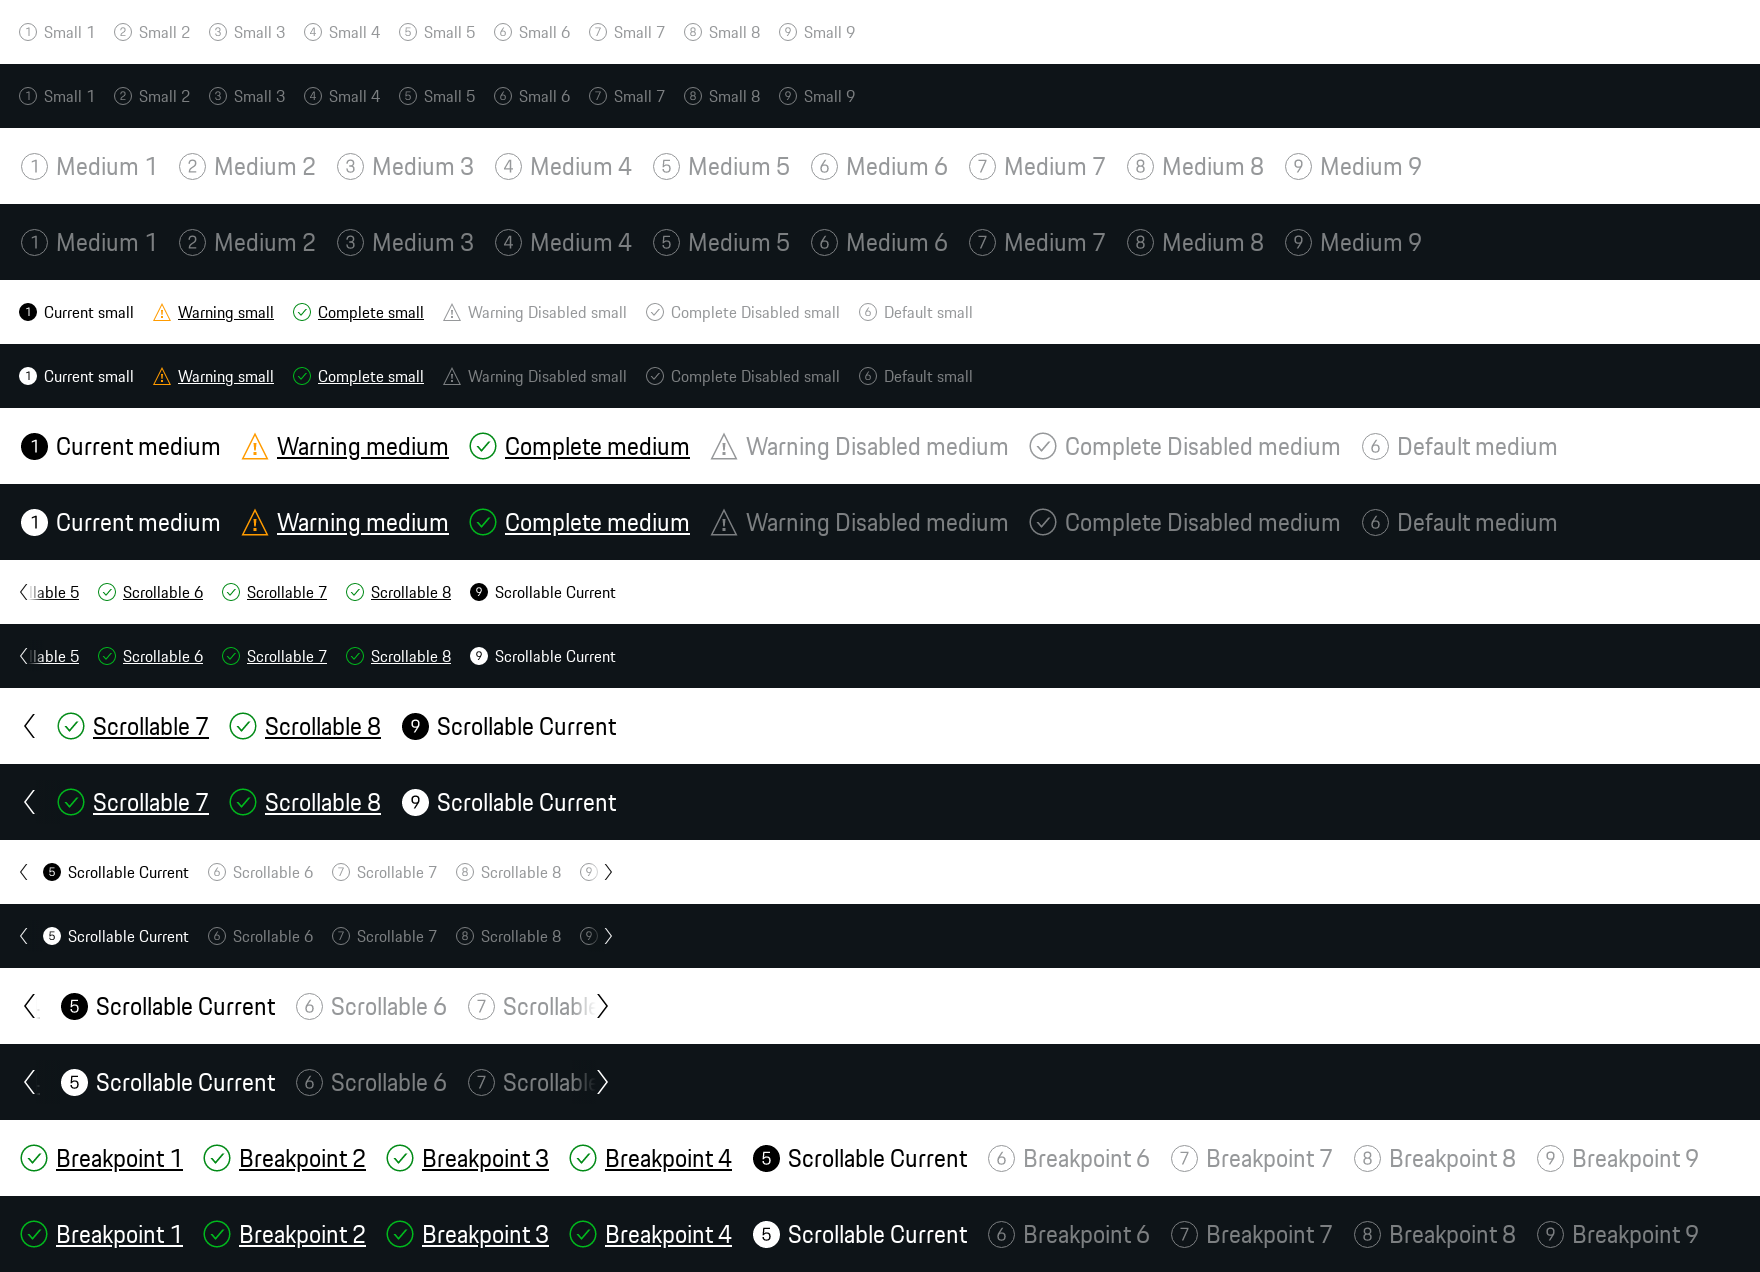 1 Small 1 2 Small 2 3 Small 3 4 Small 4 5 Small 5 6 Small 6 7 Small 7 8 Small 8 9 Small 9
1 Small 1 2 Small 2 3 Small 3 4 Small 4 5 Small 5 6 Small 6 7 Small 7 8 Small 8 9 Small 9
1 Medium 1 2 Medium 2 3 Medium 3 4 Medium 4 5 Medium 5 6 Medium 6 7 Medium 7 8 Medium 8 9 Medium 9
1 Medium 1 2 Medium 2 3 Medium 3 4 Medium 4 5 Medium 5 6 Medium 6 7 Medium 7 8 Medium 8 9 Medium 9
1 Current small Warning small Complete small Warning Disabled small Complete Disabled small 6 Default small
1 Current small Warning small Complete small Warning Disabled small Complete Disabled small 6 Default small
1 Current medium Warning medium Complete medium Warning Disabled medium Complete Disabled medium 6 Default medium
1 Current medium Warning medium Complete medium Warning Disabled medium Complete Disabled medium 6 Default medium
llable 5 Scrollable 6 Scrollable 7 Scrollable 8 9 Scrollable Current
llable 5 Scrollable 6 Scrollable 7 Scrollable 8 9 Scrollable Current
Scrollable 7 Scrollable 8 9 Scrollable Current
Scrollable 7 Scrollable 8 9 Scrollable Current
5 Scrollable Current 6 Scrollable 6 7 Scrollable 7 8 Scrollable 8 9
5 Scrollable Current 6 Scrollable 6 7 Scrollable 7 8 Scrollable 8 9
5 Scrollable Current 6 Scrollable 6 7 Scrollable
5 Scrollable Current 6 Scrollable 6 7 Scrollable
Breakpoint 1 Breakpoint 2 Breakpoint 3 Breakpoint 4 5 Scrollable Current 6 Breakpoint 6 7 Breakpoint 7 8 Breakpoint 8 9 Breakpoint 9
Breakpoint 1 Breakpoint 2 Breakpoint 3 Breakpoint 4 5 Scrollable Current 6 Breakpoint 6 7 Breakpoint 7 8 Breakpoint 8 9 Breakpoint 9